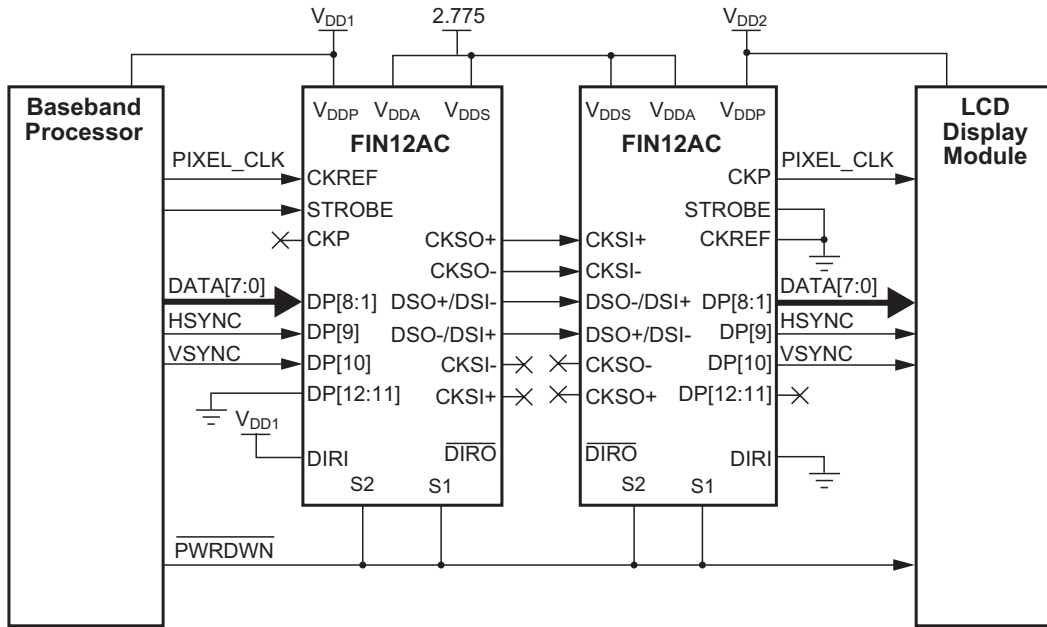 VDD1
2.775
VDD2
Baseband
Processor
VDDP VDDA VDDS
FIN12AC
VDDS VDDA VDDP
FIN12AC
LCD
Display
Module
PIXEL_CLK
CKREF
STROBE
CKP
DATA[7:0]
DP[8:1]
HSYNC
DP[9]
VSYNC
DP[10]
DP[12:11]
VDD1
DIRI
CKSO+
CKSO-
DSO+/DSI-
DSO-/DSI+
CKSI-
CKSI+
DIRO
S2 S1
CKSI+
CKSI-
DSO-/DSI+
DSO+/DSI-
CKSO-
CKSO+
DIRO
S2 S1
CKP
PIXEL_CLK
STROBE
CKREF
DP[8:1]
DATA[7:0]
DP[9]
HSYNC
DP[10]
VSYNC
DP[12:11]
DIRI
PWRDWN